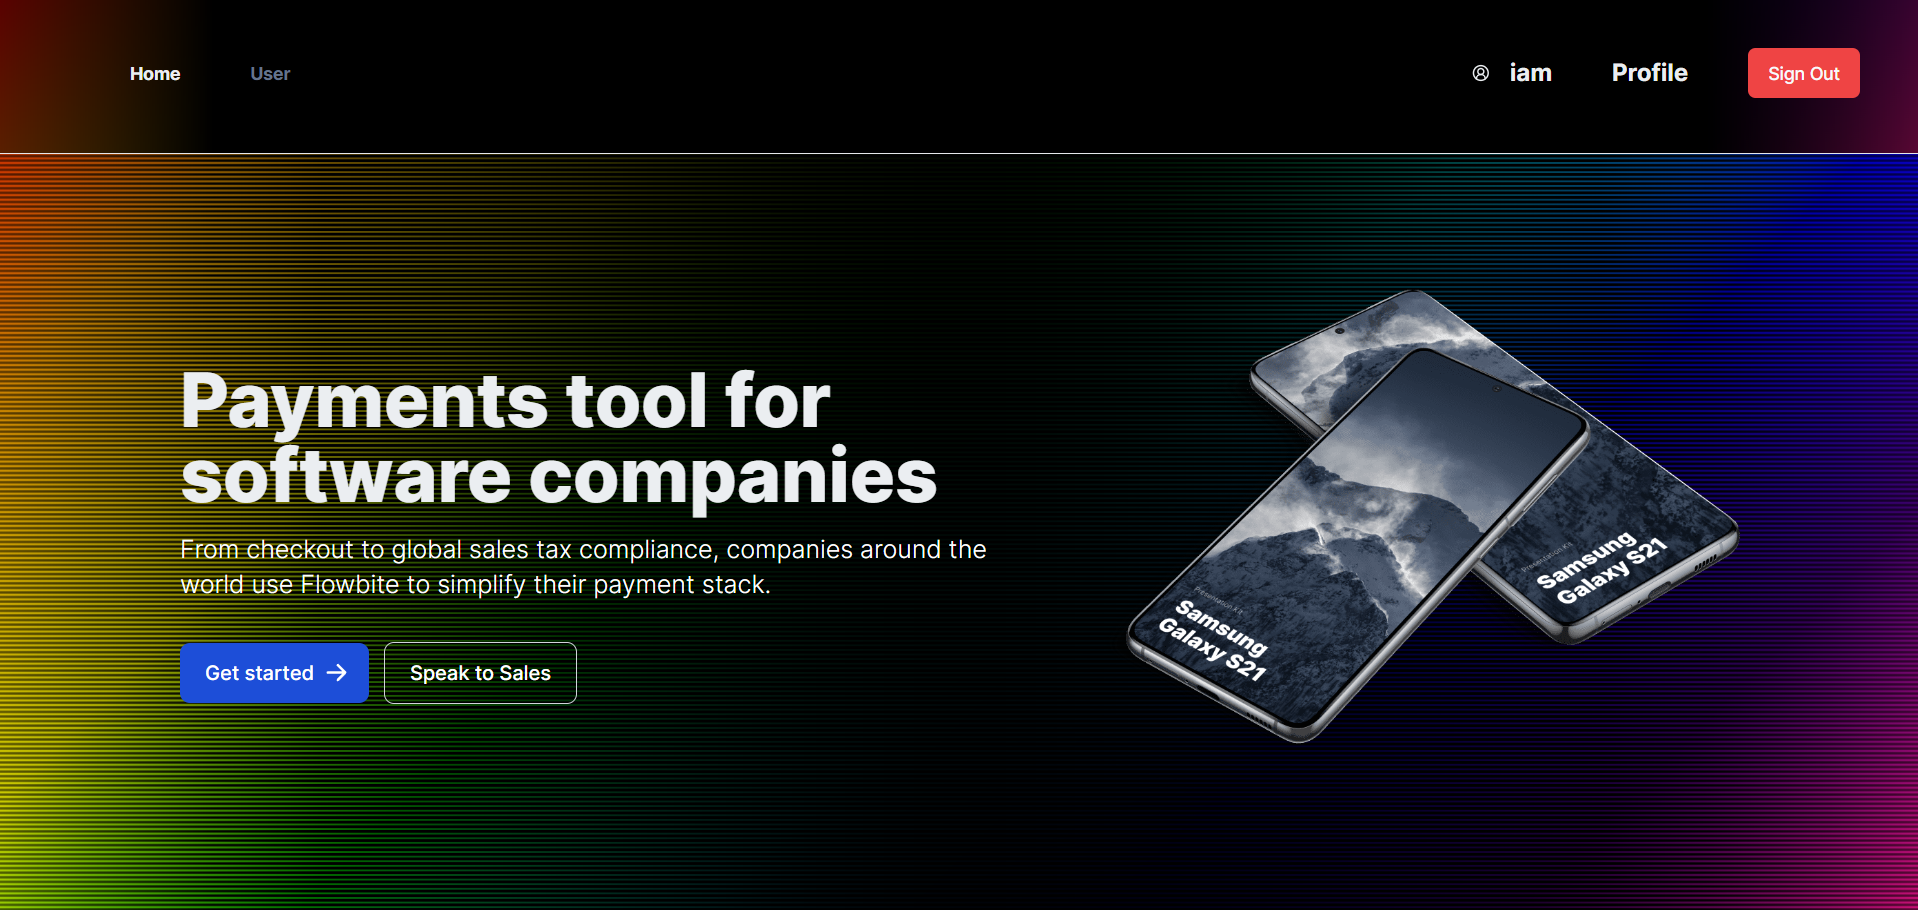 Home
User
iam
Profile
Sign Out
Payments tool for
software companies
From checkout to global sales tax compliance, companies around the
world use Flowbite to simplify their payment stack.
Get started
Speak to Sales
Presentation Kit
Samsung
Galaxy S21
Presentation Kit
Samsung
Galaxy S21